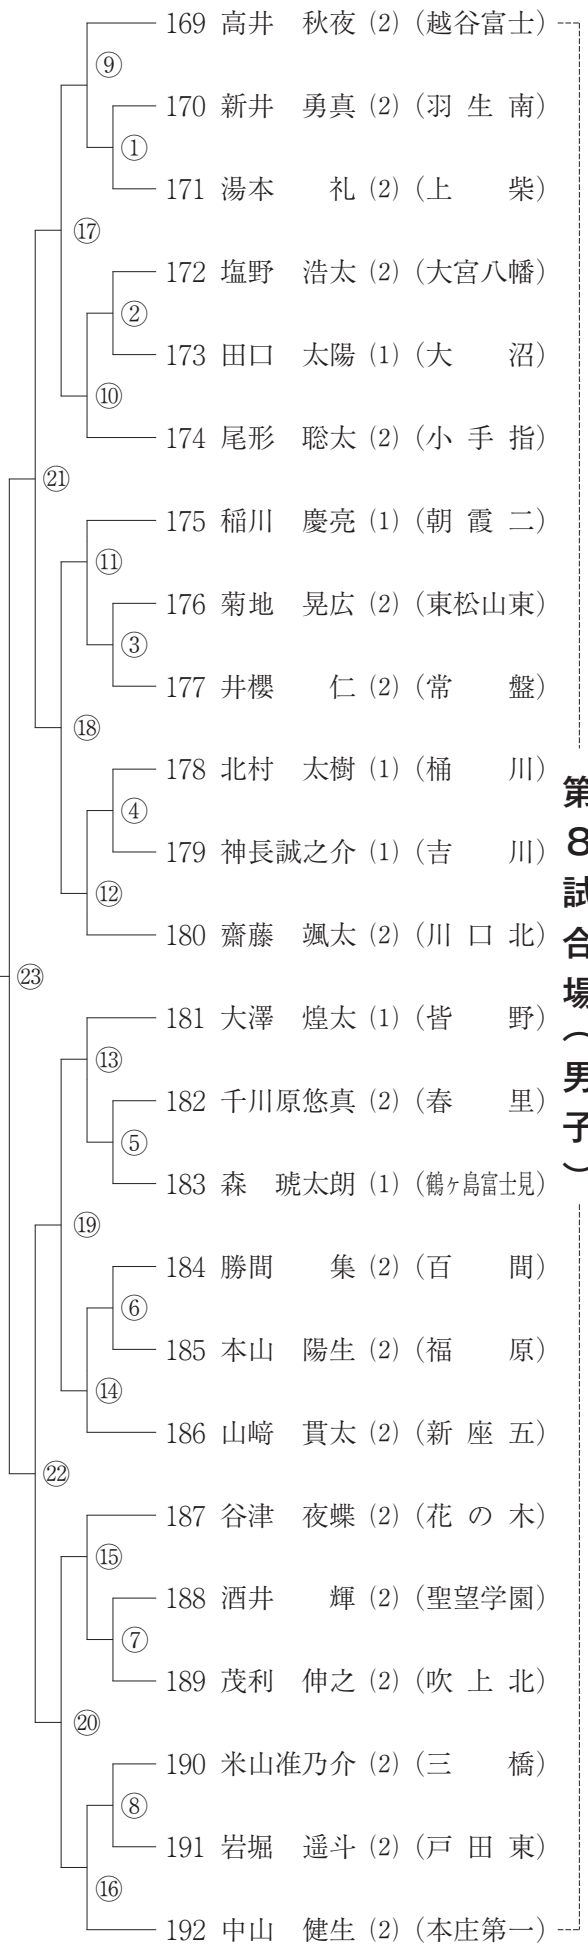 169 高井 秋夜 (2) (越谷富士)
⑨
170 新井 勇真 (2) (羽生南)
①
171 湯本 礼 (2) (上柴)
⑰
172 塩野 浩太 (2) (大宮八幡)
②
173 田口 太陽 (1) (大沼)
⑩
174 尾形 聡太 (2) (小手指)
㉑
175 稲川 慶亮 (1) (朝霞二)
⑪
176 菊地 晃広 (2) (東松山東)
③
177 井櫻 仁 (2) (常盤)
⑱
178 北村 太樹 (1) (桶川)
④
179 神長誠之介 (1) (吉川)
⑫
180 齋藤 颯太 (2) (川口北)
㉓
181 大澤 煌太 (1) (皆野)
⑬
182 千川原悠真 (2) (春里)
⑤
183 森 琥太朗 (1) (鶴ヶ島富士見)
⑲
184 勝間 集 (2) (百間)
⑥
185 本山 陽生 (2) (福原)
⑭
186 山﨑 貫太 (2) (新座五)
㉒
187 谷津 夜蝶 (2) (花の木)
⑮
188 酒井 輝 (2) (聖望学園)
⑦
189 茂利 伸之 (2) (吹上北)
⑳
190 米山准乃介 (2) (三橋)
⑧
191 岩堀 遥斗 (2) (戸田東)
⑯
192 中山 健生 (2) (本庄第一)
第8試合場(男子)